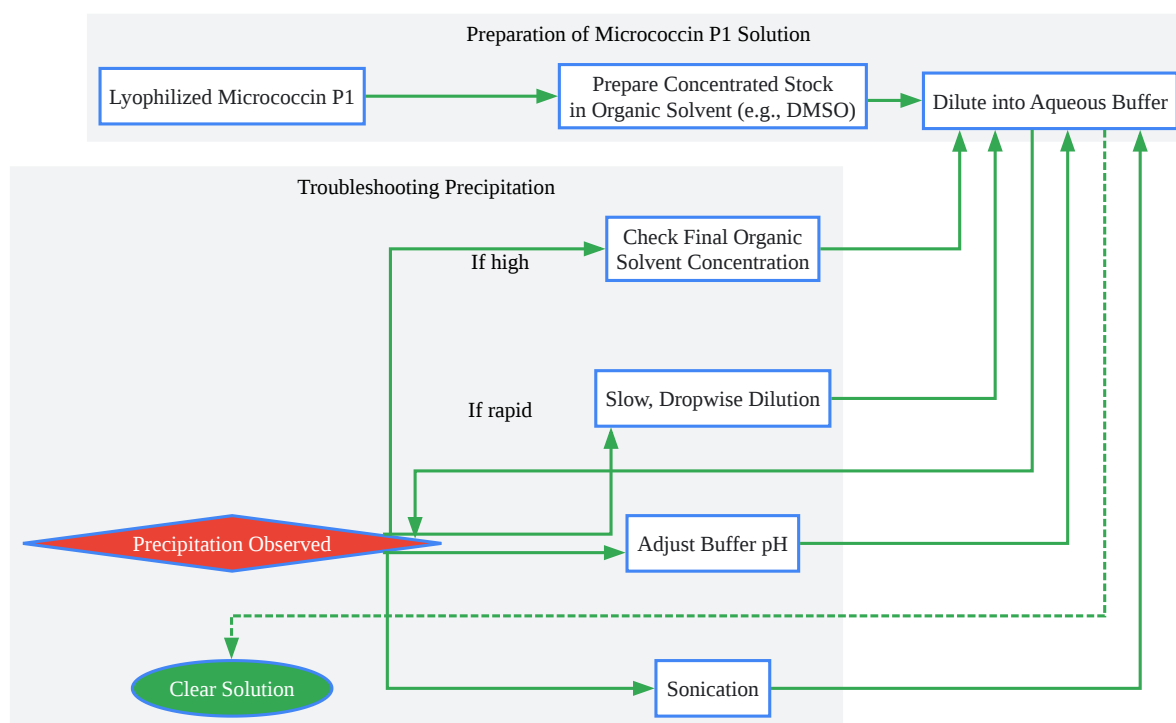 Preparation of Micrococcin P1 Solution
Lyophilized Micrococcin P1
Prepare Concentrated Stock
in Organic Solvent (e.g., DMSO)
Dilute into Aqueous Buffer
Troubleshooting Precipitation
Check Final Organic
Solvent Concentration
If high
Slow, Dropwise Dilution
If rapid
Precipitation Observed
Adjust Buffer pH
Clear Solution
Sonication